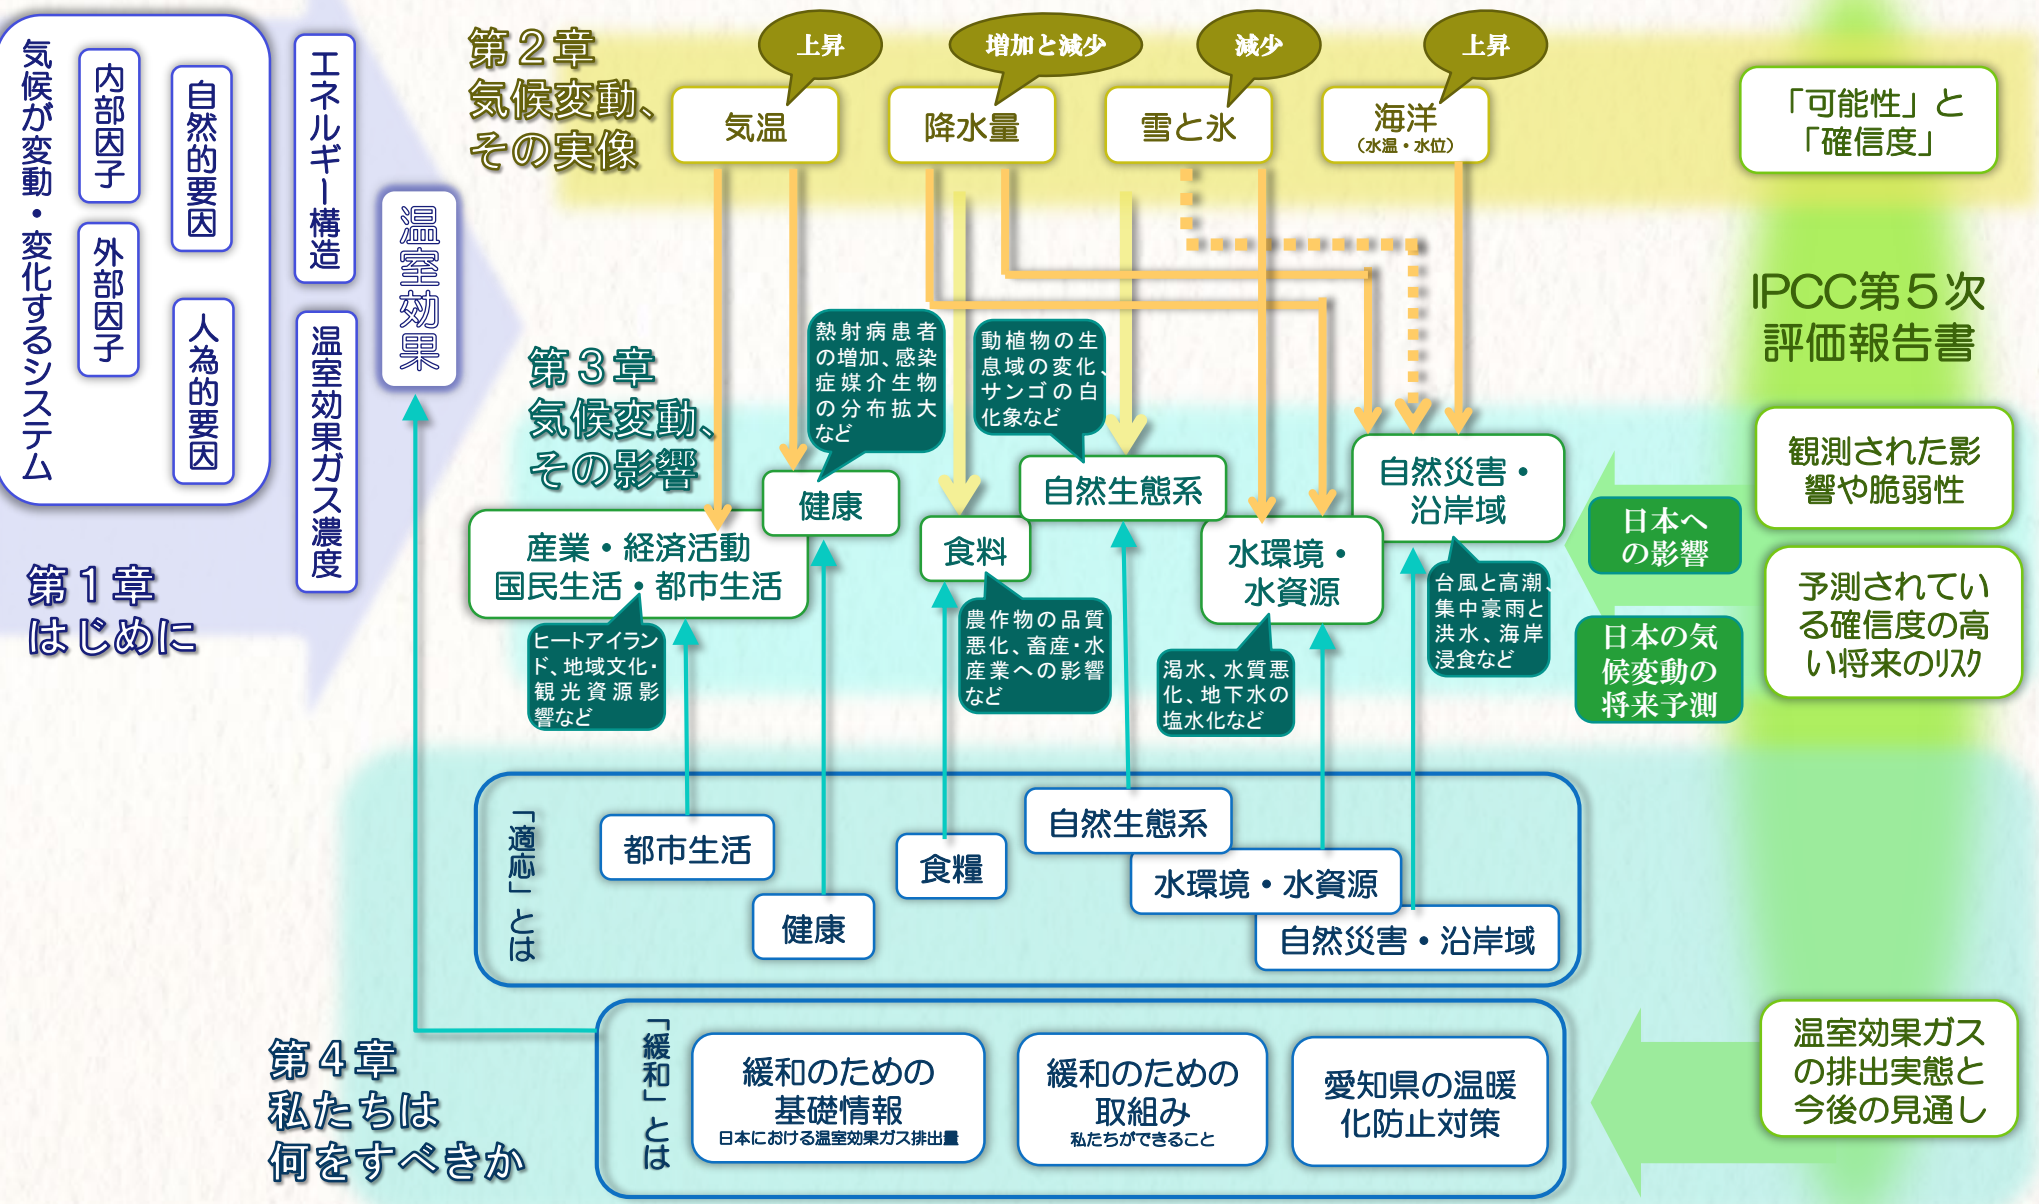 気候が変動・変化するシステム
内部因子
外部因子
自然的要因
人為的要因
エネルギー構造
温室効果ガス濃度
温室効果
第1章
はじめに
第2章
気候変動、
その実像
上昇
増加と減少
減少
上昇
気温
降水量
雪と氷
海洋
(水温・水位)
第3章
気候変動、
その影響
熱射病患者
の増加、感染
症媒介生物
の分布拡大
など
動植物の生
息域の変化、
サンゴの白
化象など
健康
自然生態系
自然災害・
沿岸域
産業・経済活動
国民生活・都市生活
食料
水環境・
水資源
ヒートアイラン
ド、地域文化・
観光資源影
響など
農作物の品質
悪化、畜産・水
産業への影響
など
渇水、水質悪
化、地下水の
塩水化など
台風と高潮、
集中豪雨と
洪水、海岸
浸食など
「可能性」と
「確信度」
IPCC第5次
評価報告書
観測された影
響や脆弱性
予測されてい
る確信度の高
い将来のリスク
日本へ
の影響
日本の気
候変動の
将来予測
「適応」とは
都市生活
健康
食糧
自然生態系
水環境・水資源
自然災害・沿岸域
第4章
私たちは
何をすべきか
「緩和」とは
緩和のための
基礎情報
日本における温室効果ガス排出量
緩和のための
取組み
私たちができること
愛知県の温暖
化防止対策
温室効果ガス
の排出実態と
今後の見通し